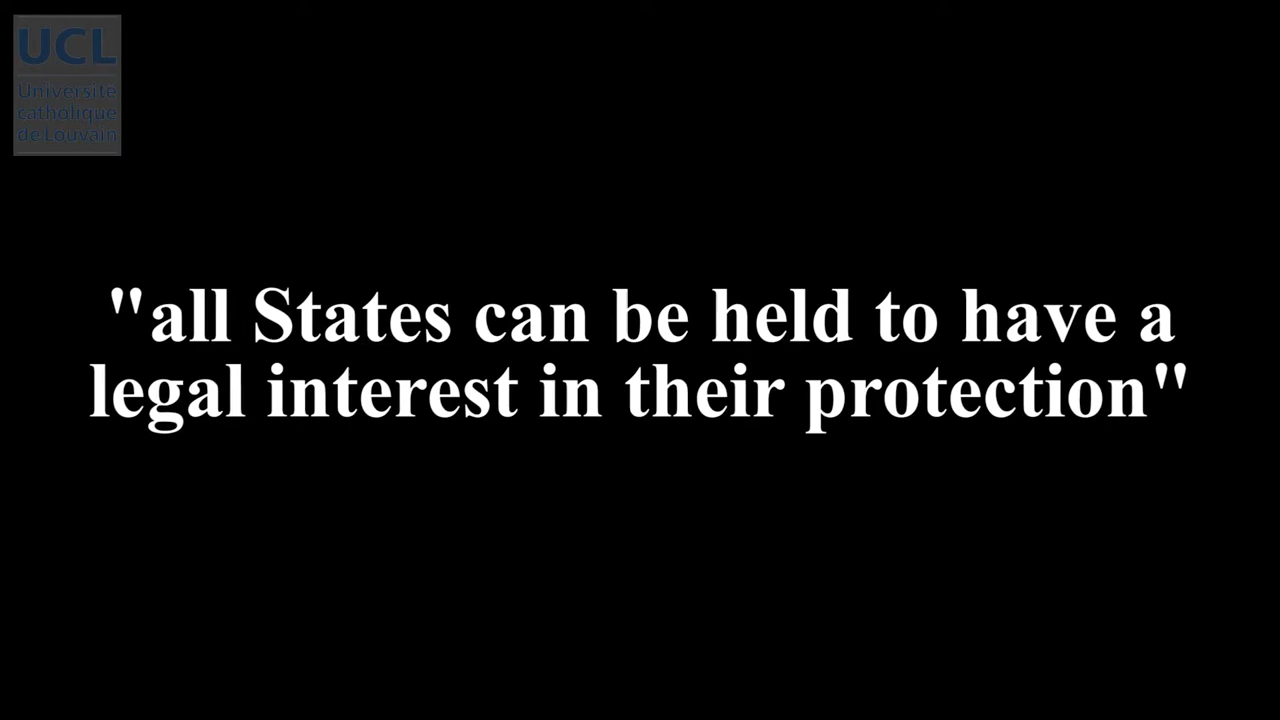 UCL
Université
catholique
de Louvain
"all States can be held to have a
legal interest in their protection"